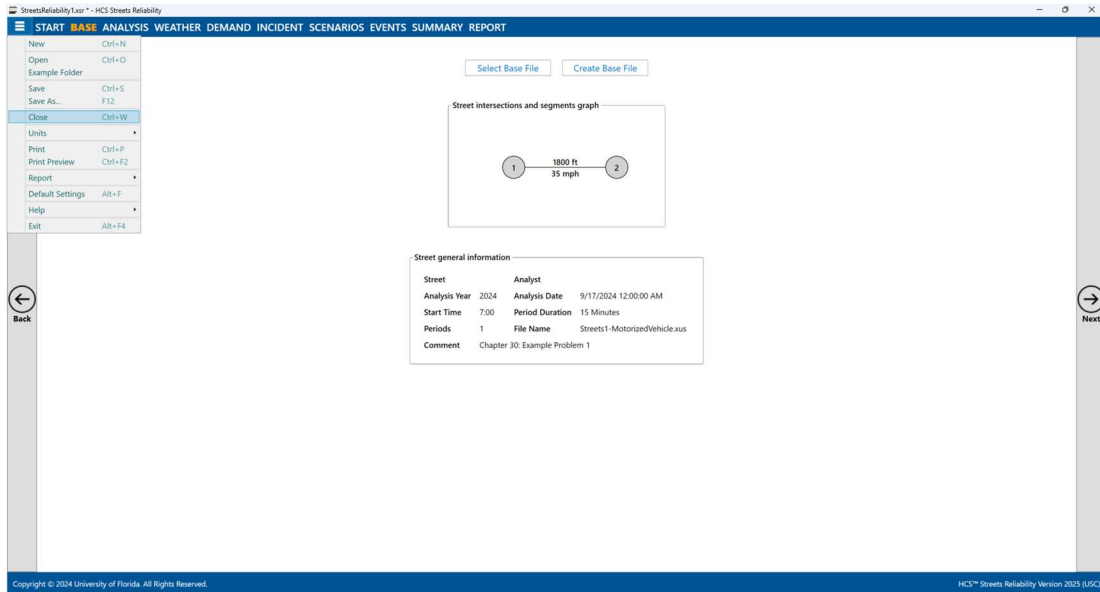 StreetsReliability1.xsr * - HCS Streets Reliability
START BASE ANALYSIS WEATHER DEMAND INCIDENT SCENARIOS EVENTS SUMMARY REPORT
New Ctrl+N
Open Ctrl+O
Example Folder
Save Ctrl+S
Save As... F12
Close Ctrl+W
Units
Print Ctrl+P
Print Preview Ctrl+F2
Report
Default Settings Alt+F
Help
Exit Alt+F4
Select Base File Create Base File
Street intersections and segments graph
1 1800 ft 2
35 mph
Street general information
Street Analyst
Analysis Year 2024 Analysis Date 9/17/2024 12:00:00 AM
Start Time 7:00 Period Duration 15 Minutes
Periods 1 File Name Streets1-MotorizedVehicle.xus
Comment Chapter 30: Example Problem 1
Back
Next
Copyright © 2024 University of Florida. All Rights Reserved. HCS™ Streets Reliability Version 2025 (USC)